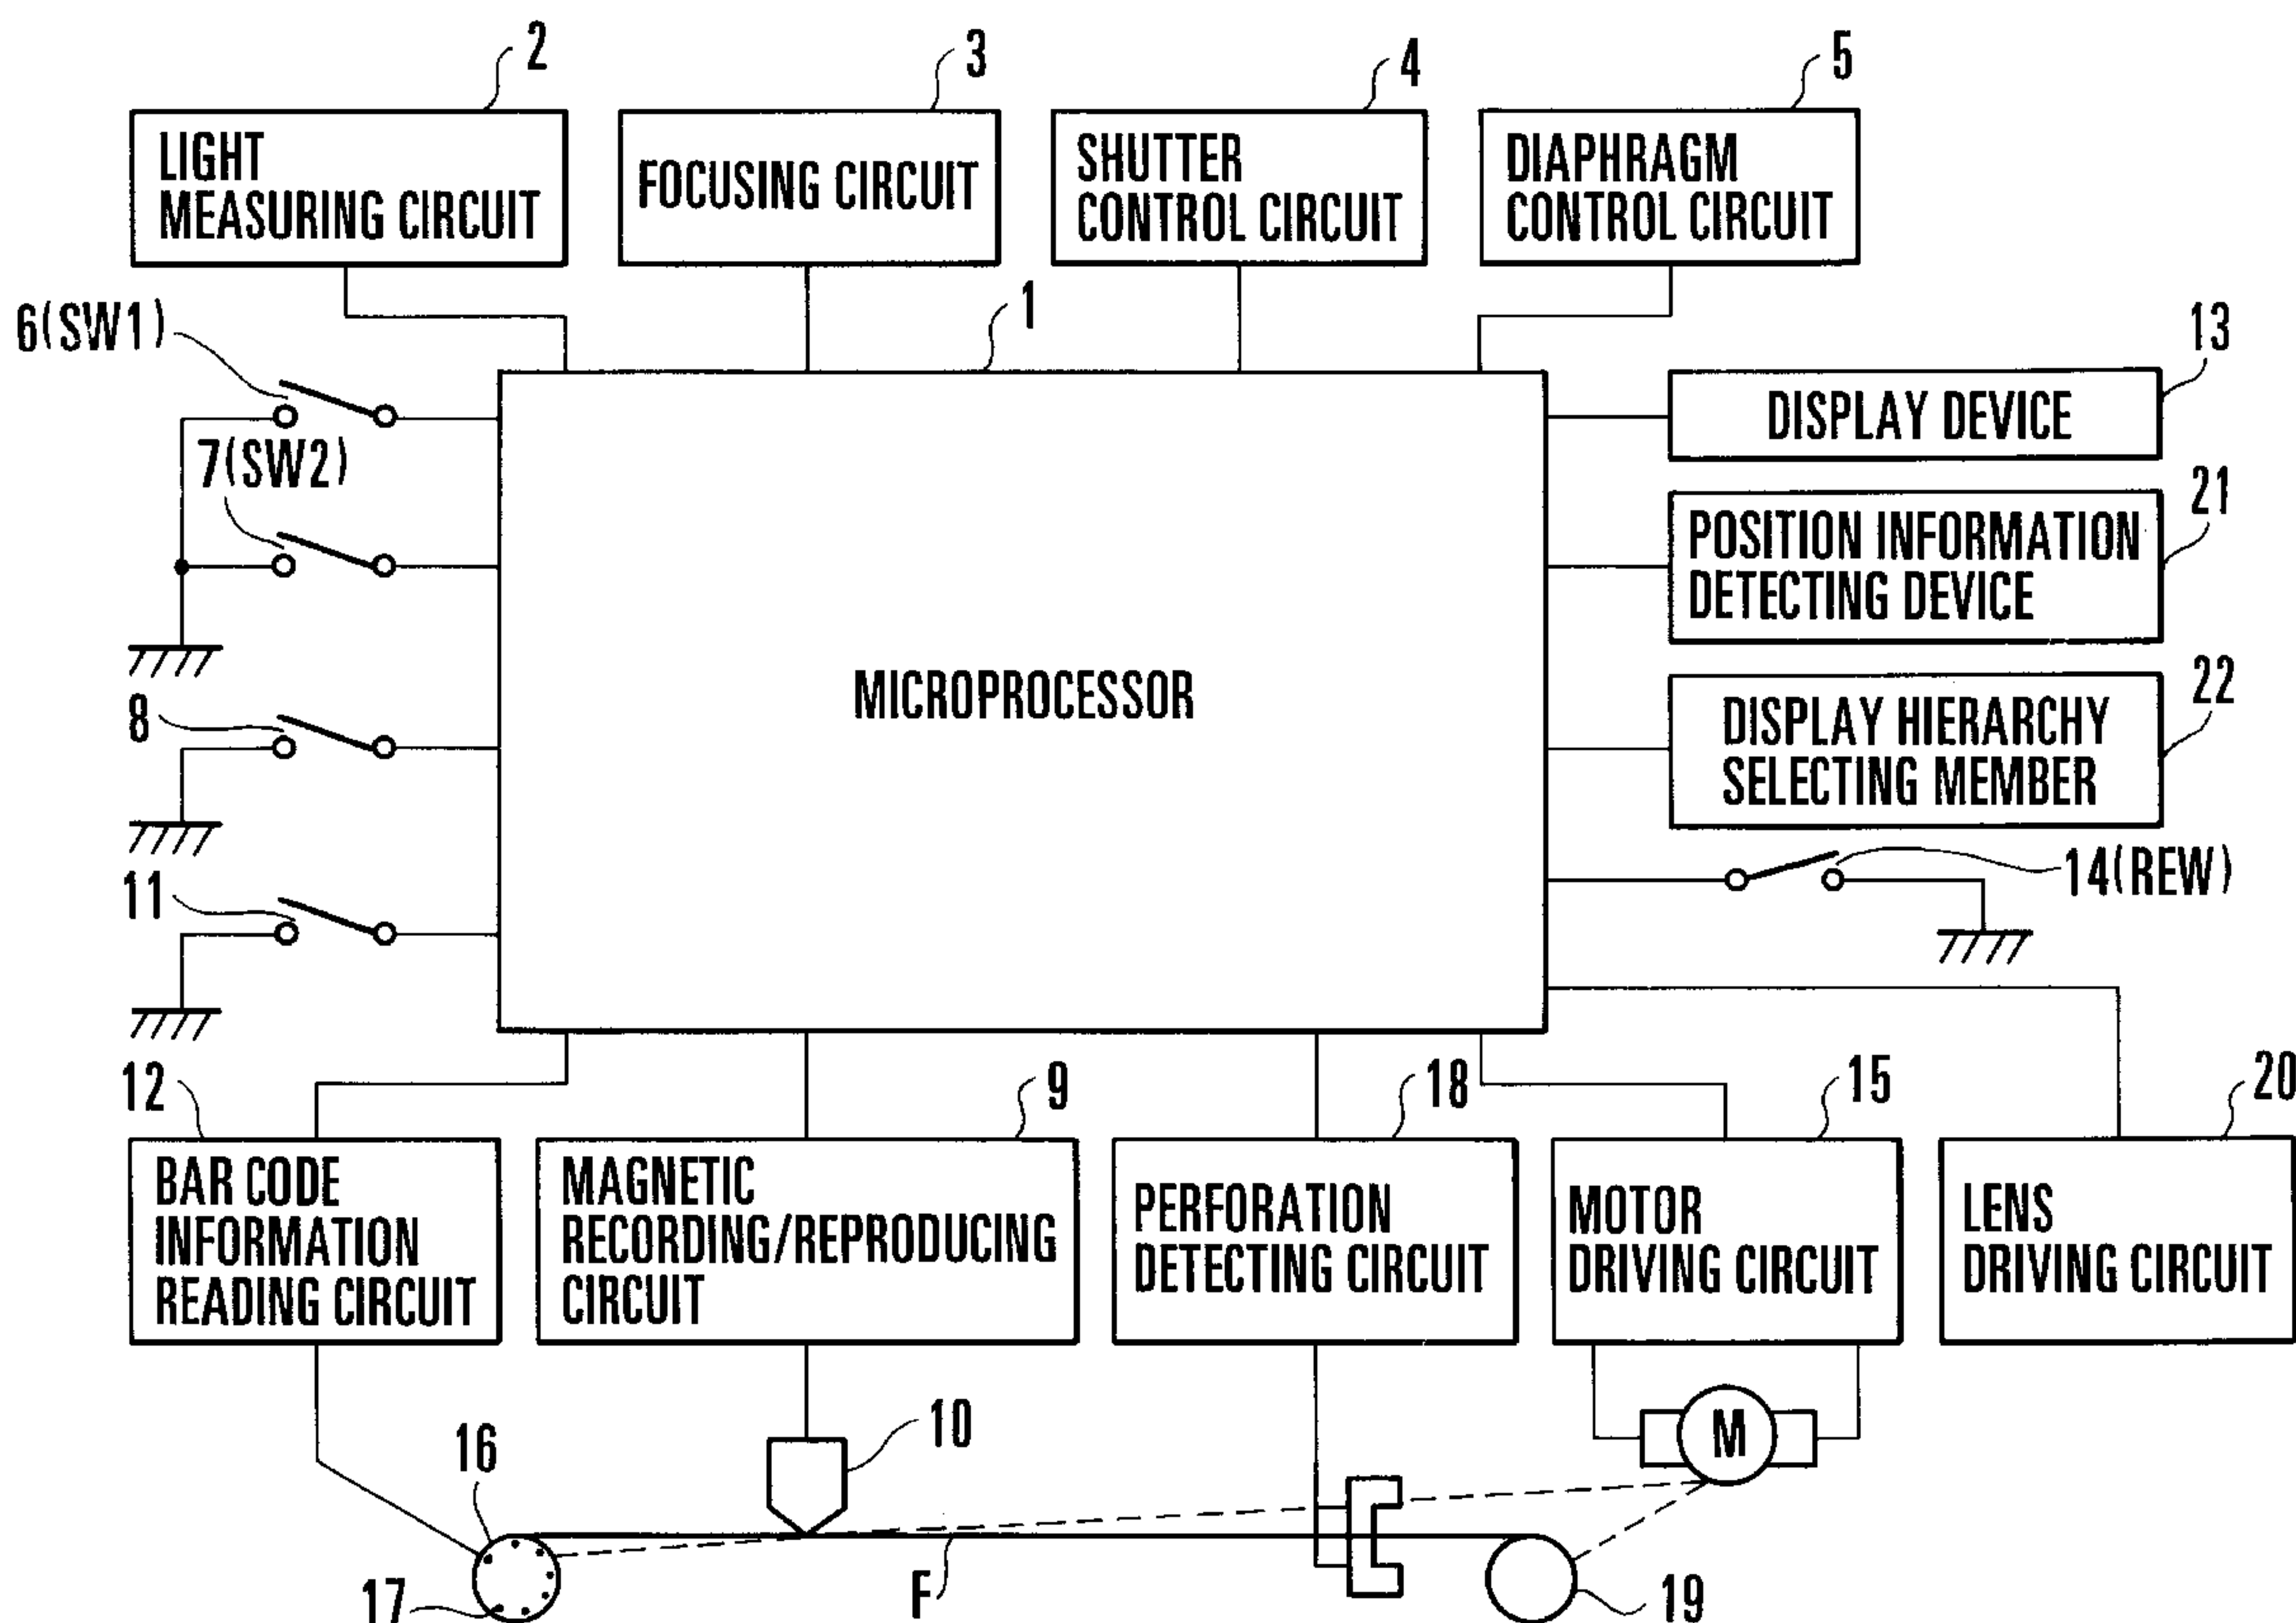 2
3
4
5
LIGHT
MEASURING CIRCUIT
FOCUSING CIRCUIT
SHUTTER
CONTROL CIRCUIT
DIAPHRAGM
CONTROL CIRCUIT
6(SW1)
1
13
DISPLAY DEVICE
7(SW2)
21
POSITION INFORMATION
DETECTING DEVICE
MICROPROCESSOR
22
8
DISPLAY HIERARCHY
SELECTING MEMBER
11
14(REW)
12
9
18
15
20
BAR CODE
INFORMATION
READING CIRCUIT
MAGNETIC
RECORDING/REPRODUCING
CIRCUIT
PERFORATION
DETECTING CIRCUIT
MOTOR
DRIVING CIRCUIT
LENS
DRIVING CIRCUIT
16
10
M
17
F
19